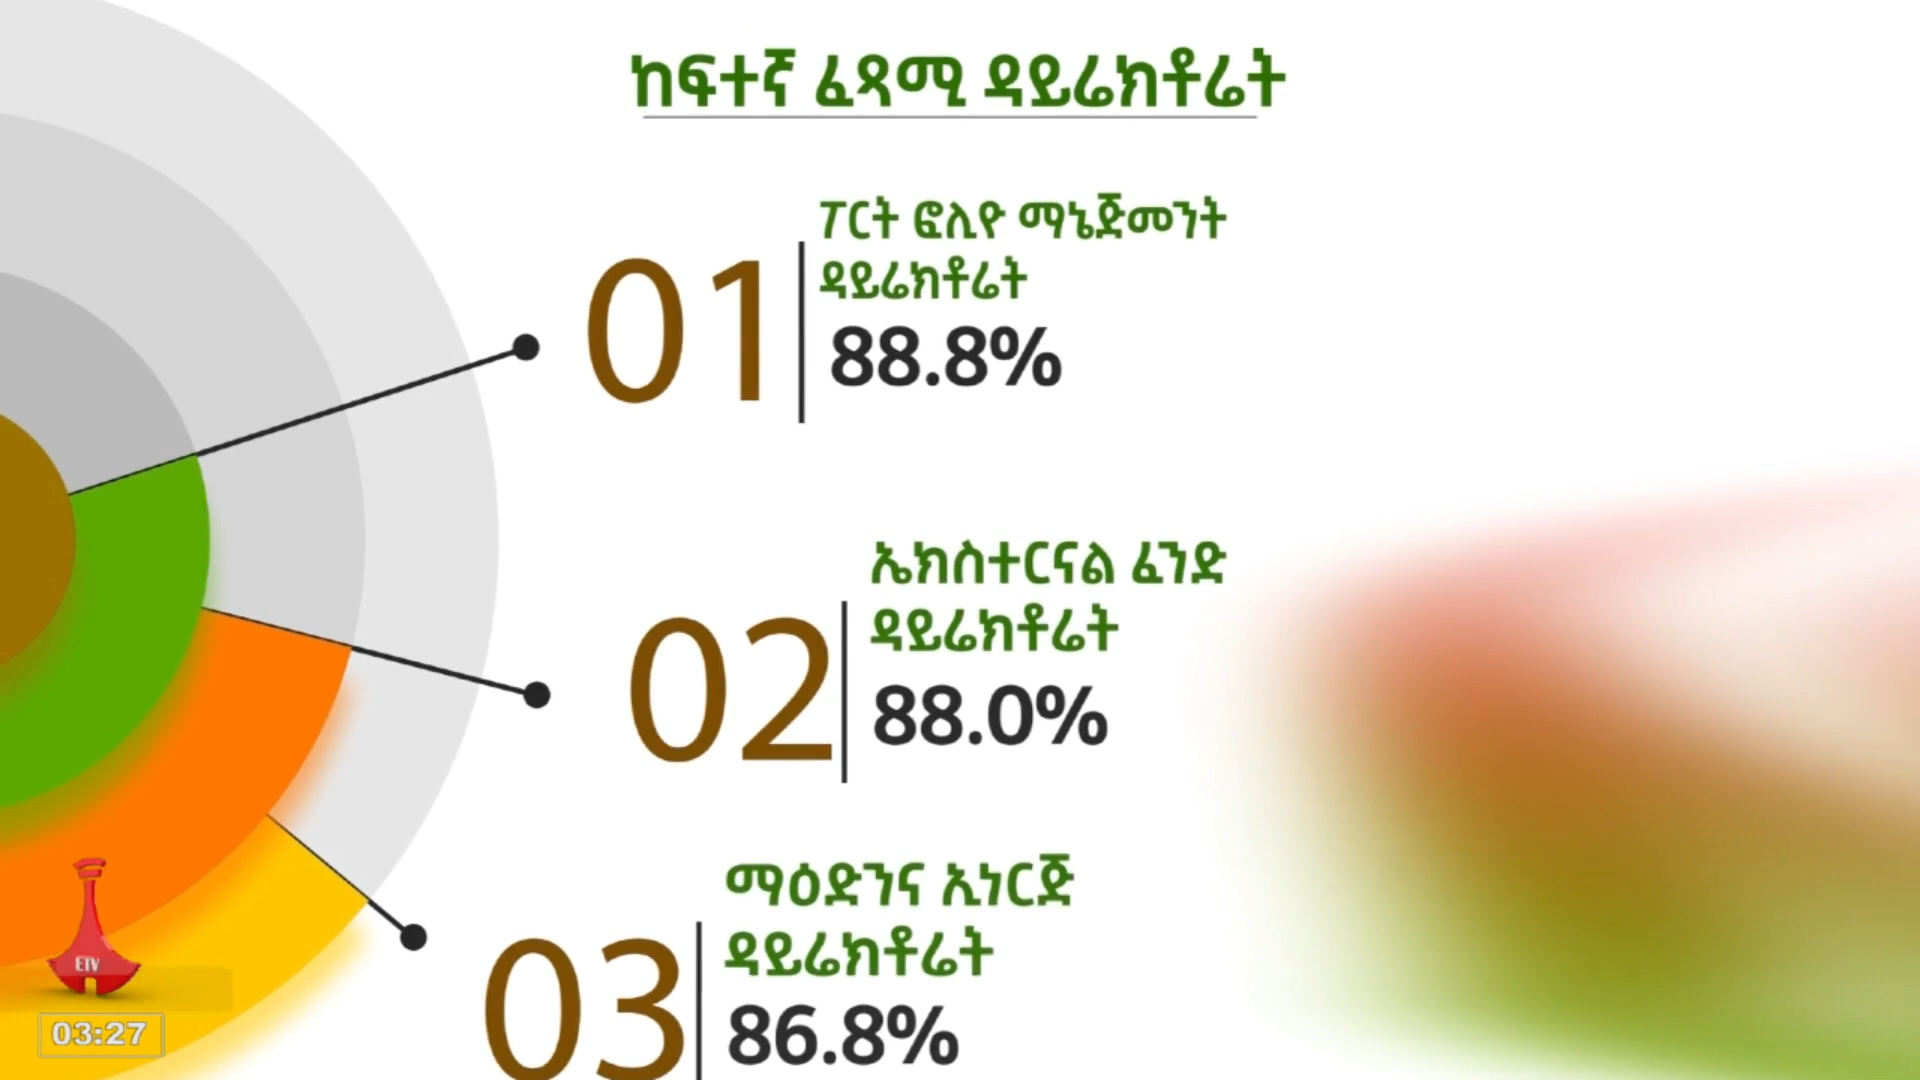 ከፍተኛ ፈጻሚ ዳይሬክቶሬት
01
ፖርት ፎሊዮ ማኔጅመንት
ዳይሬክቶሬት
88.8%
02
ኤክስተርናል ፈንድ
ዳይሬክቶሬት
88.0%
03
ማዕድንና ኢነርጅ
ዳይሬክቶሬት
86.8%
ETV
03:27